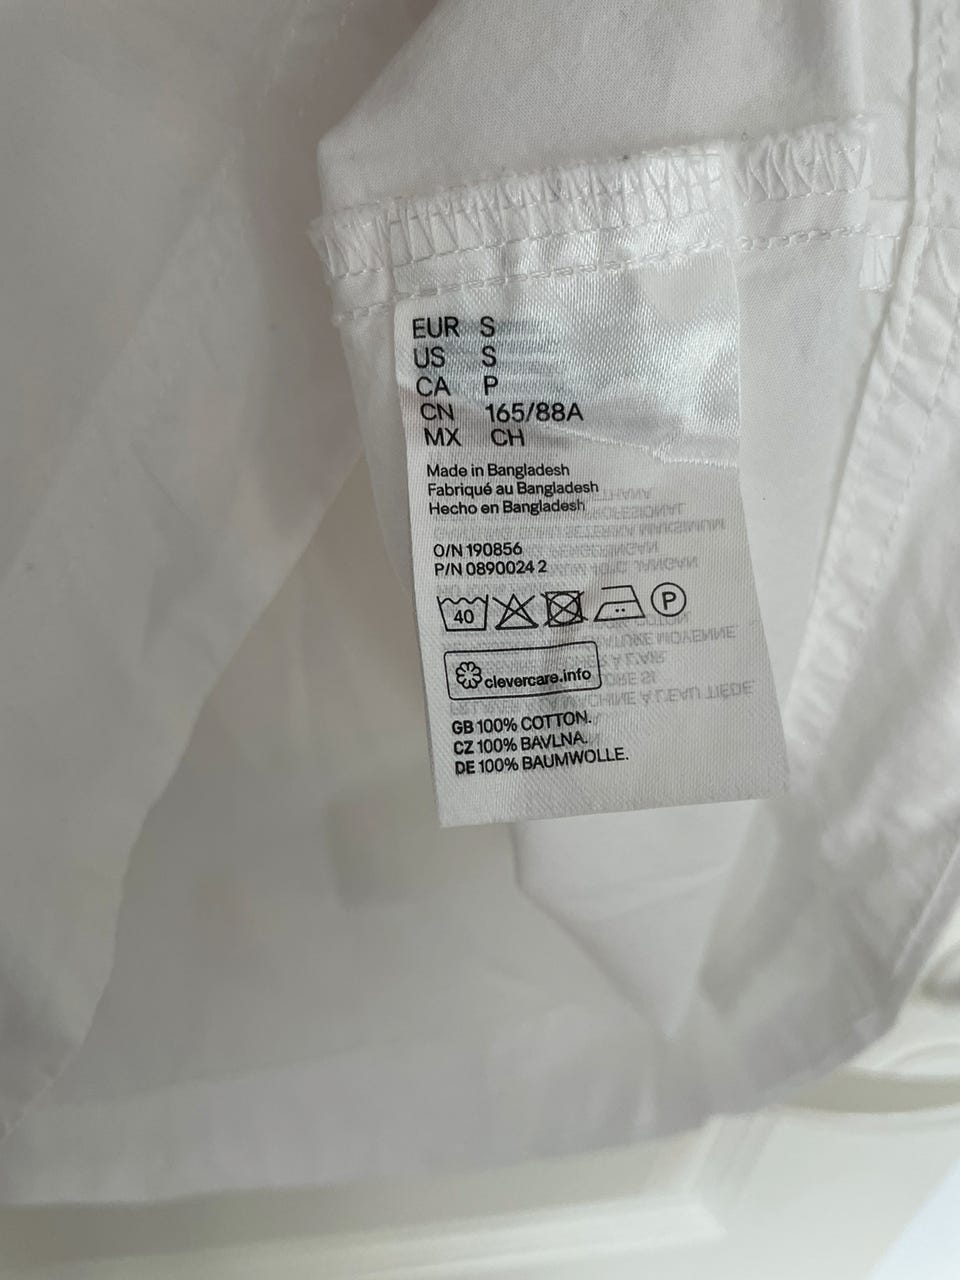 EUR S
US S
CA P
CN 165/88A
MX CH
Made in Bangladesh
Fabriqué au Bangladesh
Hecho en Bangladesh
O/N 190856
P/N 0890024 2
40 P
clevercare.info
GB 100% COTTON.
CZ 100% BAVLNA.
DE 100% BAUMWOLLE.